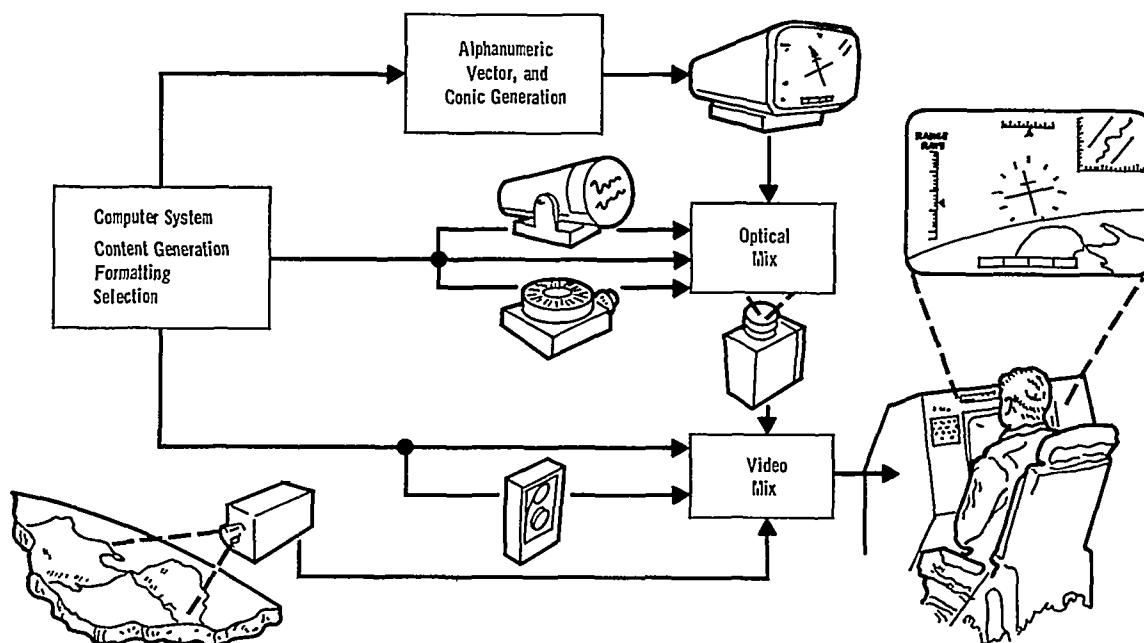 Alphanumeric
Vector, and
Conic Generation
RANGE
RATE
Computer System
Content Generation
Formatting
Selection
Optical
Mix
Video
Mix